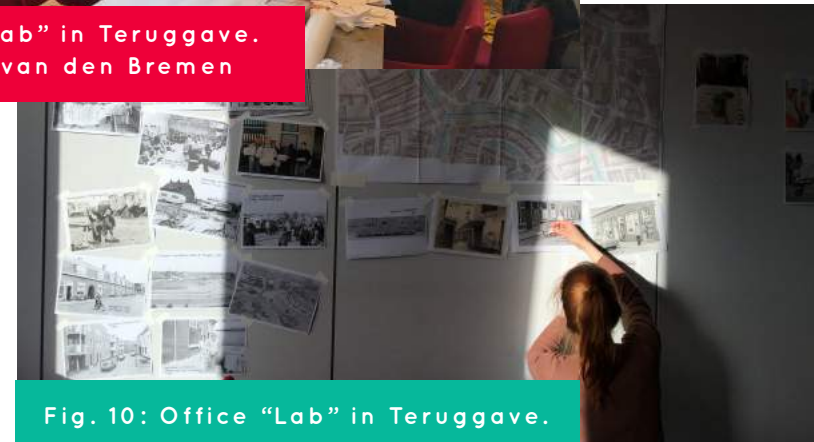 ab” in Teruggave.
van den Bremen
Fig. 10: Office “Lab” in Teruggave.